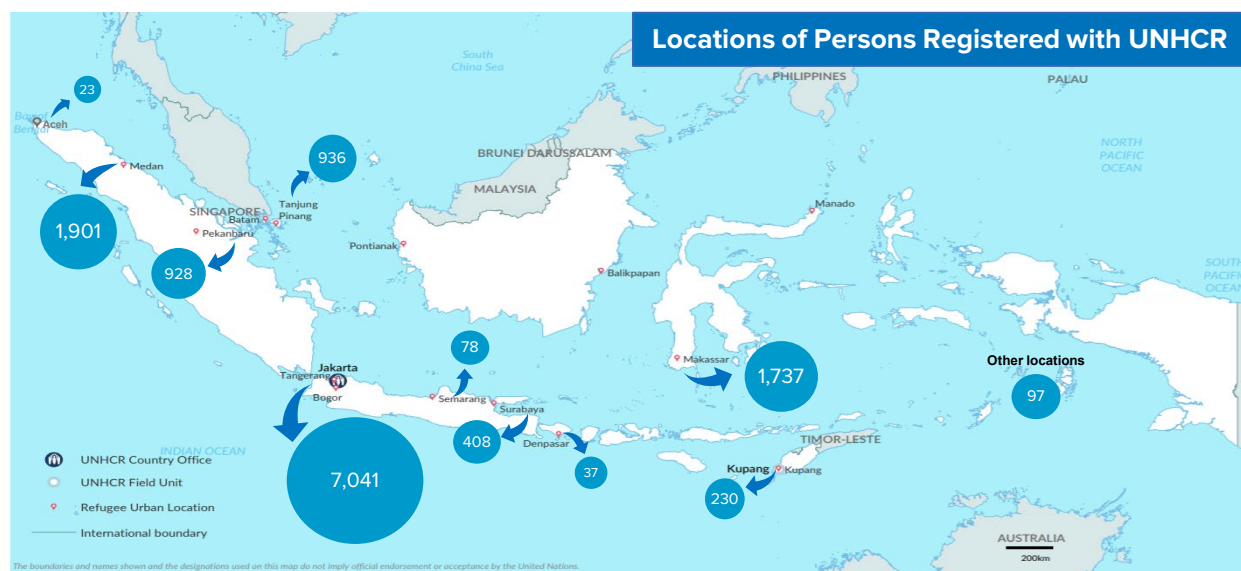 Locations of Persons Registered with UNHCR
South
China Sea
PHILIPPINES
PALAU
23
Bay of
Bengal
Aceh
936
NORTH
PACIFIC
OCEAN
BRUNEI DARUSSALAM
Medan
MALAYSIA
Tanjung
Pinang
SINGAPORE
Batam
Manado
1,901
Pekanbaru
Pontianak
SOUTH
PACIFIC
OCEAN
928
Balikpapan
78
Makassar
Other locations
Jakarta
Tangerang
1,737
Bogor
97
Semarang
Surabaya
408
Denpasar
TIMOR-LESTE
INDIAN OCEAN
UNHCR Country Office
37
Kupang
Kupang
7,041
UNHCR Field Unit
230
Refugee Urban Location
International boundary
AUSTRALIA
200km
The boundaries and names shown and the designations used on this map do not imply official endorsement or acceptance by the United Nations.